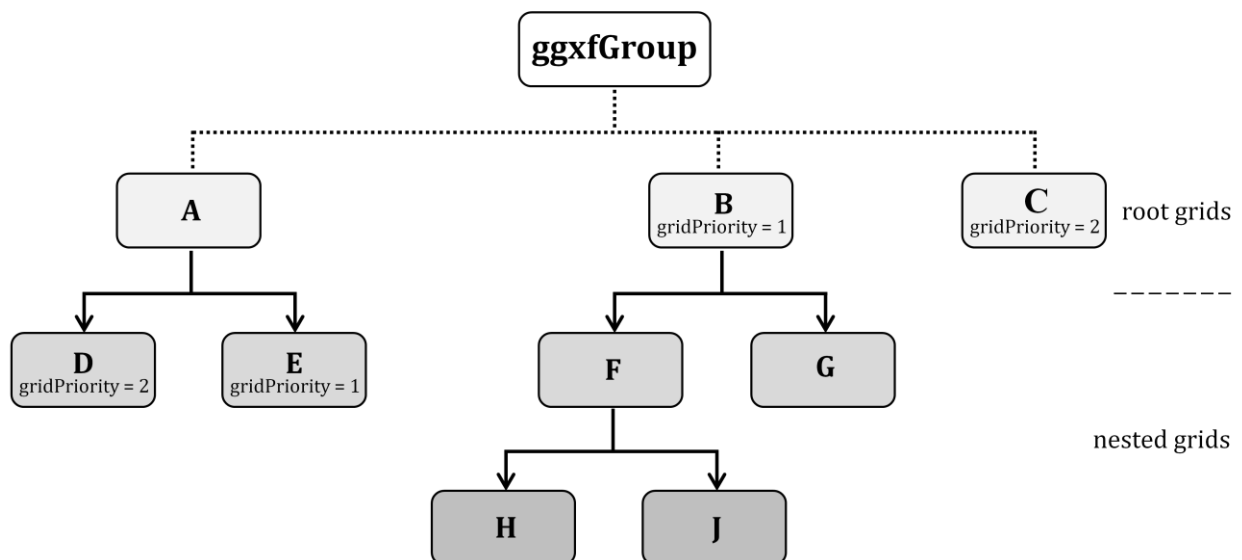 ggxfGroup
A
B
gridPriority = 1
C
gridPriority = 2
root grids
D
gridPriority = 2
E
gridPriority = 1
F
G
nested grids
H
J